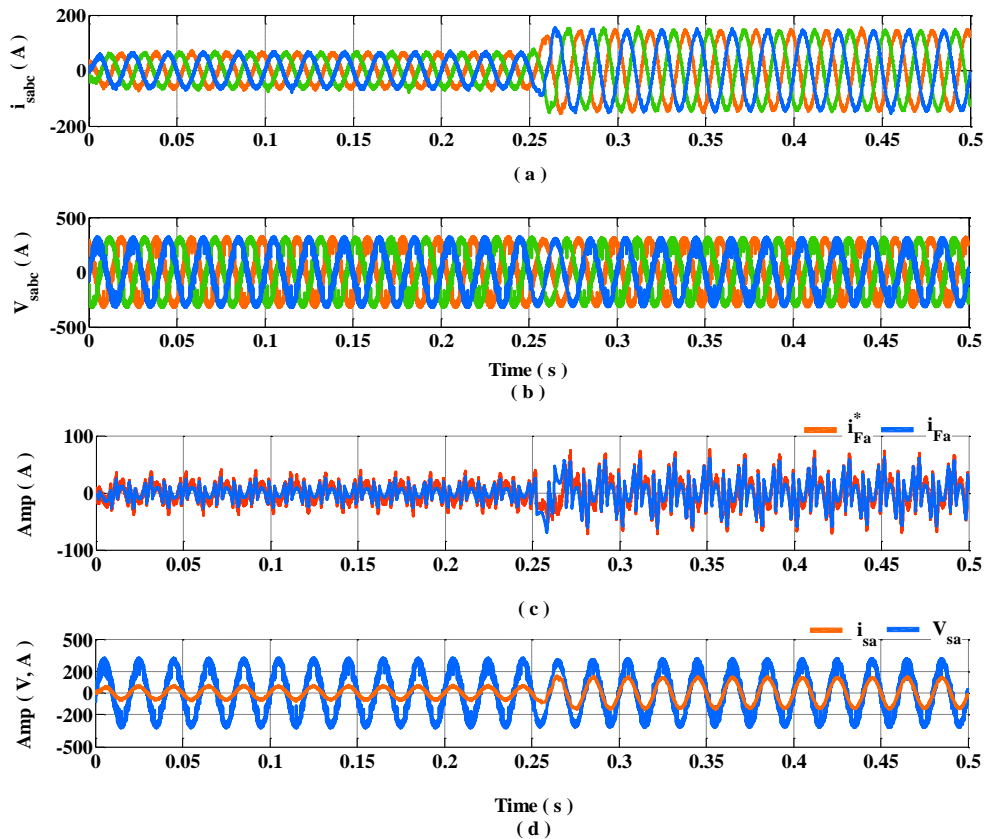 200
0
-200
i_sabc ( A )
0 0.05 0.1 0.15 0.2 0.25 0.3 0.35 0.4 0.45 0.5
( a )
500
0
-500
V_sabc ( A )
0 0.05 0.1 0.15 0.2 0.25 0.3 0.35 0.4 0.45 0.5
Time ( s )
( b )
i*_Fa i_Fa
100
0
-100
Amp ( A )
0 0.05 0.1 0.15 0.2 0.25 0.3 0.35 0.4 0.45 0.5
( c )
i_sa V_sa
500
200
0
-200
-500
Amp ( V, A )
0 0.05 0.1 0.15 0.2 0.25 0.3 0.35 0.4 0.45 0.5
Time ( s )
( d )